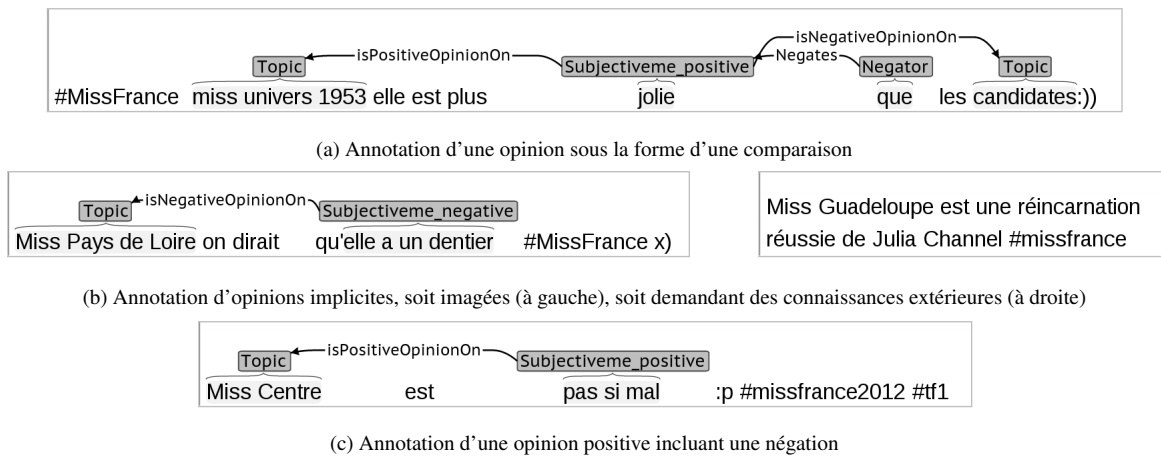 isNegativeOpinionOn
isPositiveOpinionOn Negates
Topic Subjectiveme_positive Negator Topic
#MissFrance miss univers 1953 elle est plus jolie que les candidates:))
(a) Annotation d'une opinion sous la forme d'une comparaison
isNegativeOpinionOn
Topic Subjectiveme_negative
Miss Pays de Loire on dirait qu'elle a un dentier #MissFrance x)
Miss Guadeloupe est une réincarnation
réussie de Julia Channel #missfrance
(b) Annotation d'opinions implicites, soit imagées (à gauche), soit demandant des connaissances extérieures (à droite)
isPositiveOpinionOn
Topic Subjectiveme_positive
Miss Centre est pas si mal :p #missfrance2012 #tf1
(c) Annotation d'une opinion positive incluant une négation